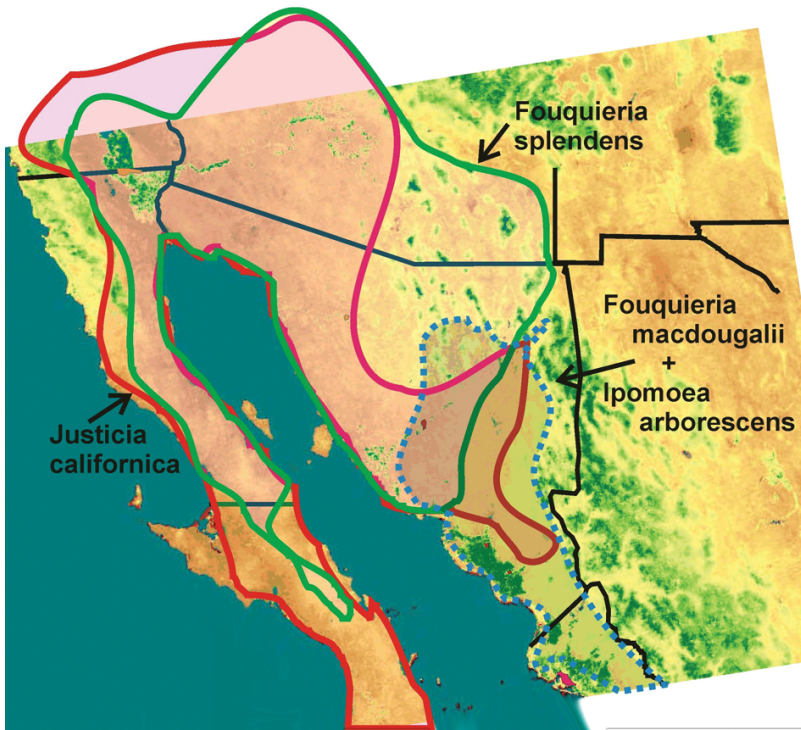 Fouquieria
splendens
Fouquieria
macdougalii
+
Ipomoea
arborescens
Justicia
californica